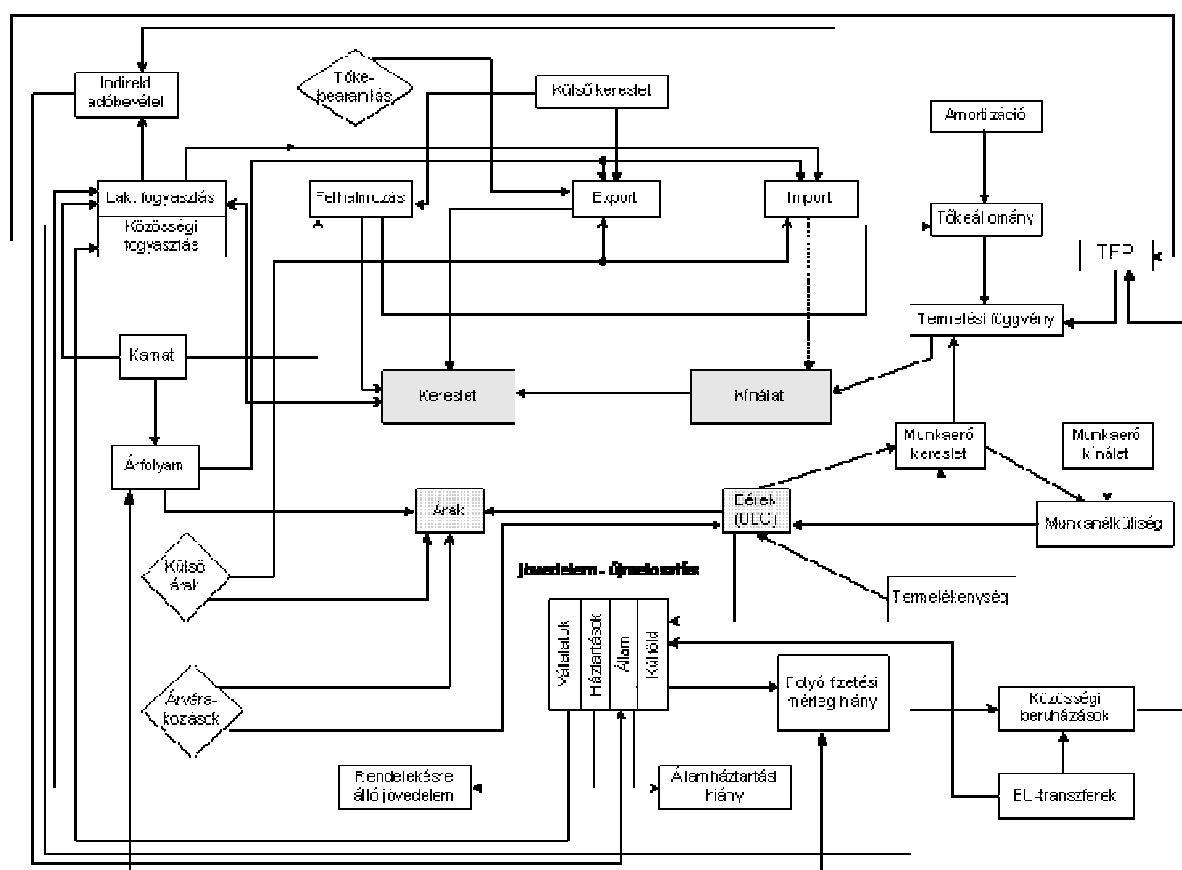 Indirekt
adóbevétel
Tőke-
beáramlás
Külső kereslet
Amortizáció
Lak. fogyasztás
Közösségi
fogyasztás
Felhalmozás
Export
Import
Tőkeállomány
TFP
Termelési függvény
Kamat
Kereslet
Kínálat
Munkaerő
kereslet
Munkaerő
kínálat
Árfolyam
Árak
Bérek
(ULC)
Munkanélküliség
Külső
árak
Jövedelem - újraelosztás
Termelékenység
Vállalatok
Háztartások
Állam
Külföld
Árvára-
kozások
Folyó fizetési
mérleg hiány
Közösségi
beruházások
Rendelekésre
álló jövedelem
Államháztartási
hiány
EU-transzferek